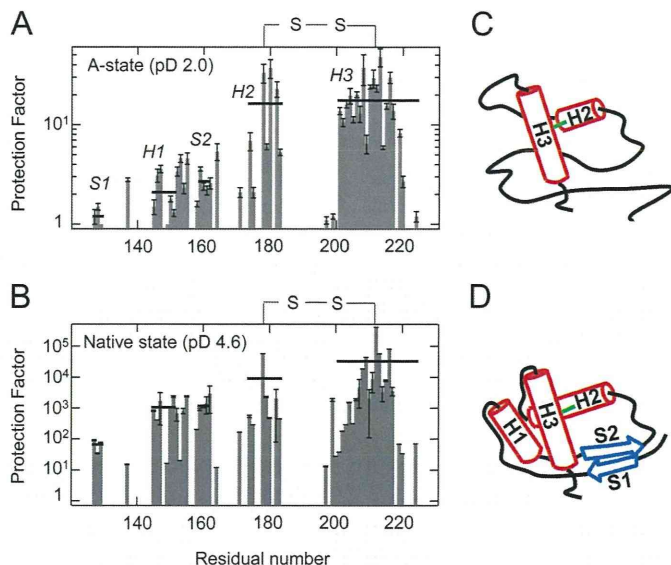 A
S S
C
A-state (pD 2.0)
Protection Factor
10¹
1
S1
H1
S2
H2
H3
140 160 180 200 220
H3
H2
B
S S
D
Native state (pD 4.6)
Protection Factor
10⁵
10⁴
10³
10²
10¹
1
140 160 180 200 220
Residual number
H1
H3
H2
S2
S1